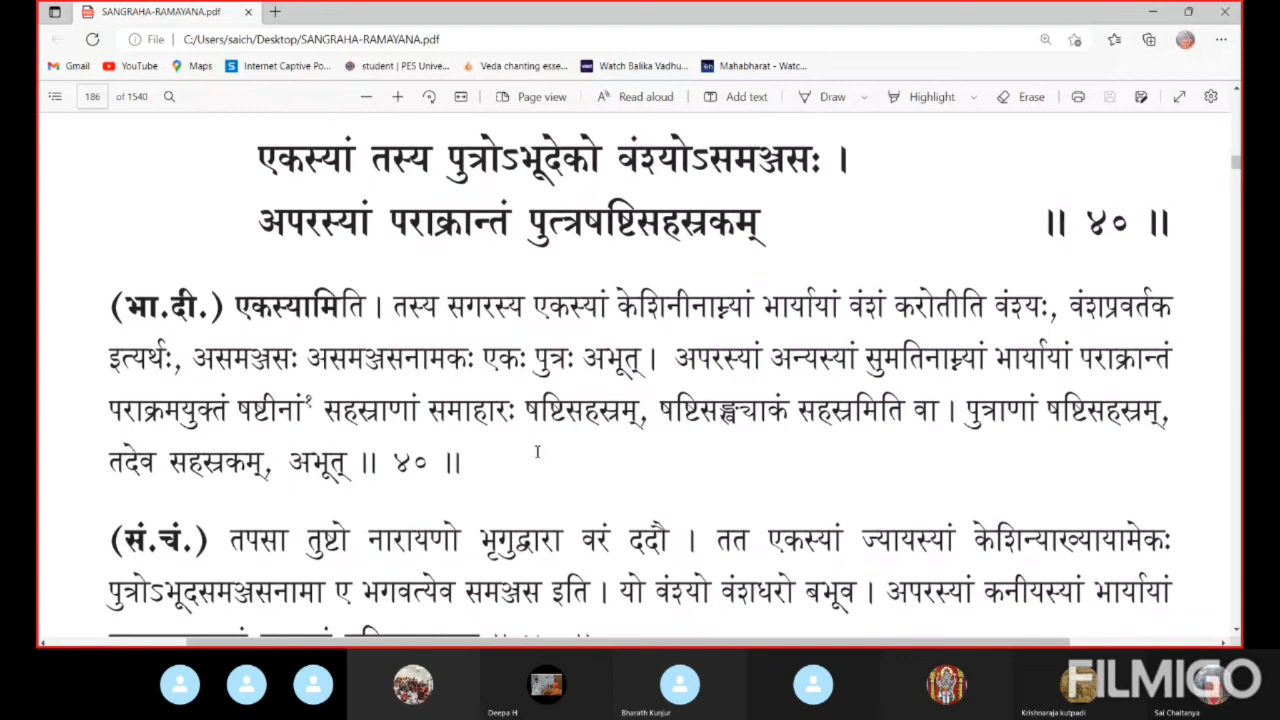 SANGRAHA-RAMAYANA.pdf
File C:/Users/saich/Desktop/SANGRAHA-RAMAYANA.pdf
Gmail YouTube Maps Internet Captive Po... student | PES Unive... Veda chanting esse... Watch Balika Vadhu... Mahabharat - Watc...
186 of 1540 Page view Read aloud Add text Draw Highlight Erase
एकस्यां तस्य पुत्रोऽभूदेको वंश्योऽसमञ्जसः ।
अपरस्यां पराक्रान्तं पुत्त्रषष्टिसहस्रकम् ॥ ४० ॥
(भा.दी.) एकस्यामिति । तस्य सगरस्य एकस्यां केशिनीनाम्न्यां भार्यायां वंशं करोतीति वंश्यः, वंशप्रवर्तक
इत्यर्थः, असमञ्जसः असमञ्जसनामकः एकः पुत्रः अभूत् । अपरस्यां अन्यस्यां सुमतिनाम्न्यां भार्यायां पराक्रान्तं
पराक्रमयुक्तं षष्टीनां१ सहस्राणां समाहारः षष्टिसहस्रम्, षष्टिसङ्ख्याकं सहस्रमिति वा । पुत्राणां षष्टिसहस्रम्,
तदेव सहस्रकम्, अभूत् ॥ ४० ॥
(सं.चं.) तपसा तुष्टो नारायणो भृगुद्वारा वरं ददौ । तत एकस्यां ज्यायस्यां केशिन्याख्यायामेकः
पुत्रोऽभूदसमञ्जसनामा ए भगवत्येव समञ्जस इति । यो वंश्यो वंशधरो बभूव । अपरस्यां कनीयस्यां भार्यायां
Deepa H Bharath Kunjur Krishnaraja kutpadi Sai Chaitanya
FILMIGO